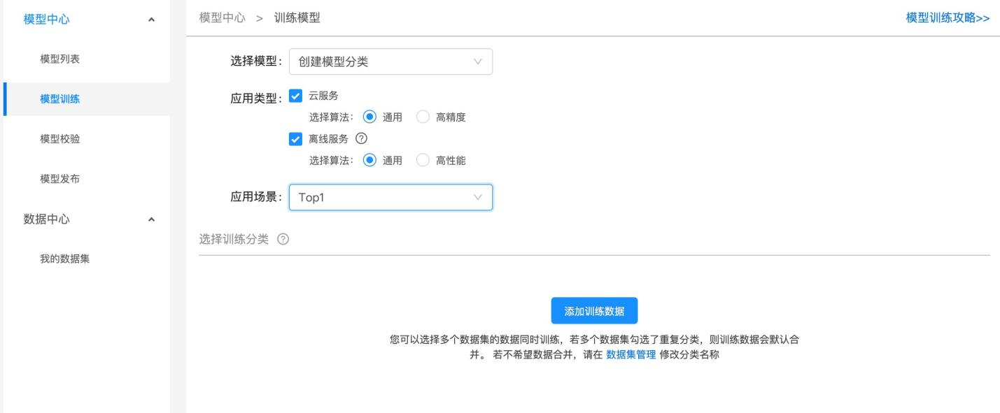 模型中心
模型列表
模型训练
模型校验
模型发布
数据中心
我的数据集
模型中心 > 训练模型
模型训练攻略>>
选择模型: 创建模型分类
应用类型: 云服务
选择算法: 通用 高精度
离线服务 ?
选择算法: 通用 高性能
应用场景: Top1
选择训练分类 ?
添加训练数据
您可以选择多个数据集的数据同时训练，若多个数据集勾选了重复分类，则训练数据会默认合
并。 若不希望数据合并，请在 数据集管理 修改分类名称